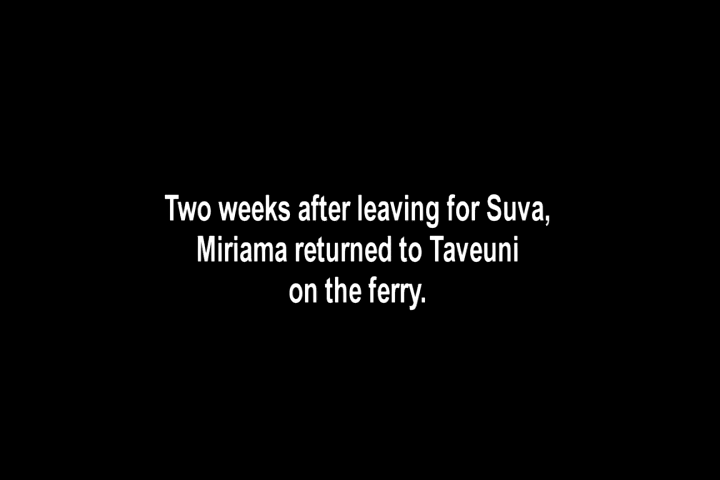 Two weeks after leaving for Suva,
Miriama returned to Taveuni
on the ferry.